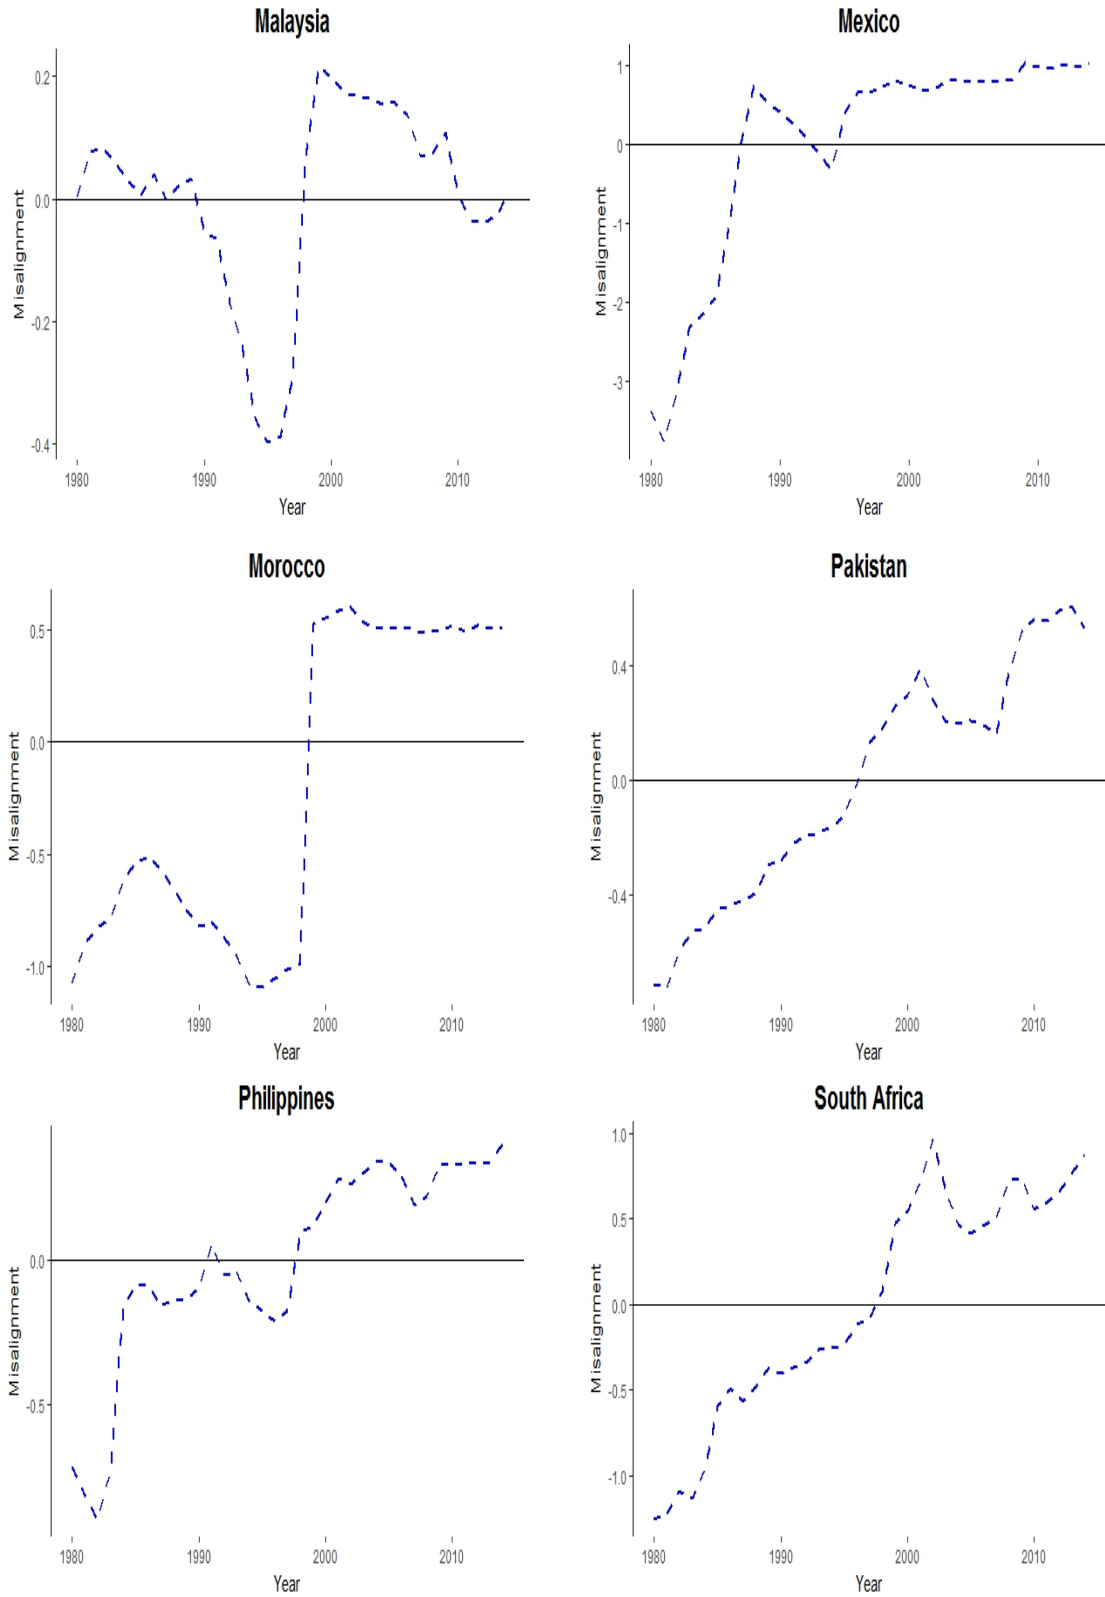 Malaysia
Misalignment
0.2
0.0
-0.2
-0.4
1980 1990 2000 2010
Year
Mexico
Misalignment
1
0
-1
-2
-3
1980 1990 2000 2010
Year
Morocco
Misalignment
0.5
0.0
-0.5
-1.0
1980 1990 2000 2010
Year
Pakistan
Misalignment
0.4
0.0
-0.4
1980 1990 2000 2010
Year
Philippines
Misalignment
0.0
-0.5
1980 1990 2000 2010
Year
South Africa
Misalignment
1.0
0.5
0.0
-0.5
-1.0
1980 1990 2000 2010
Year